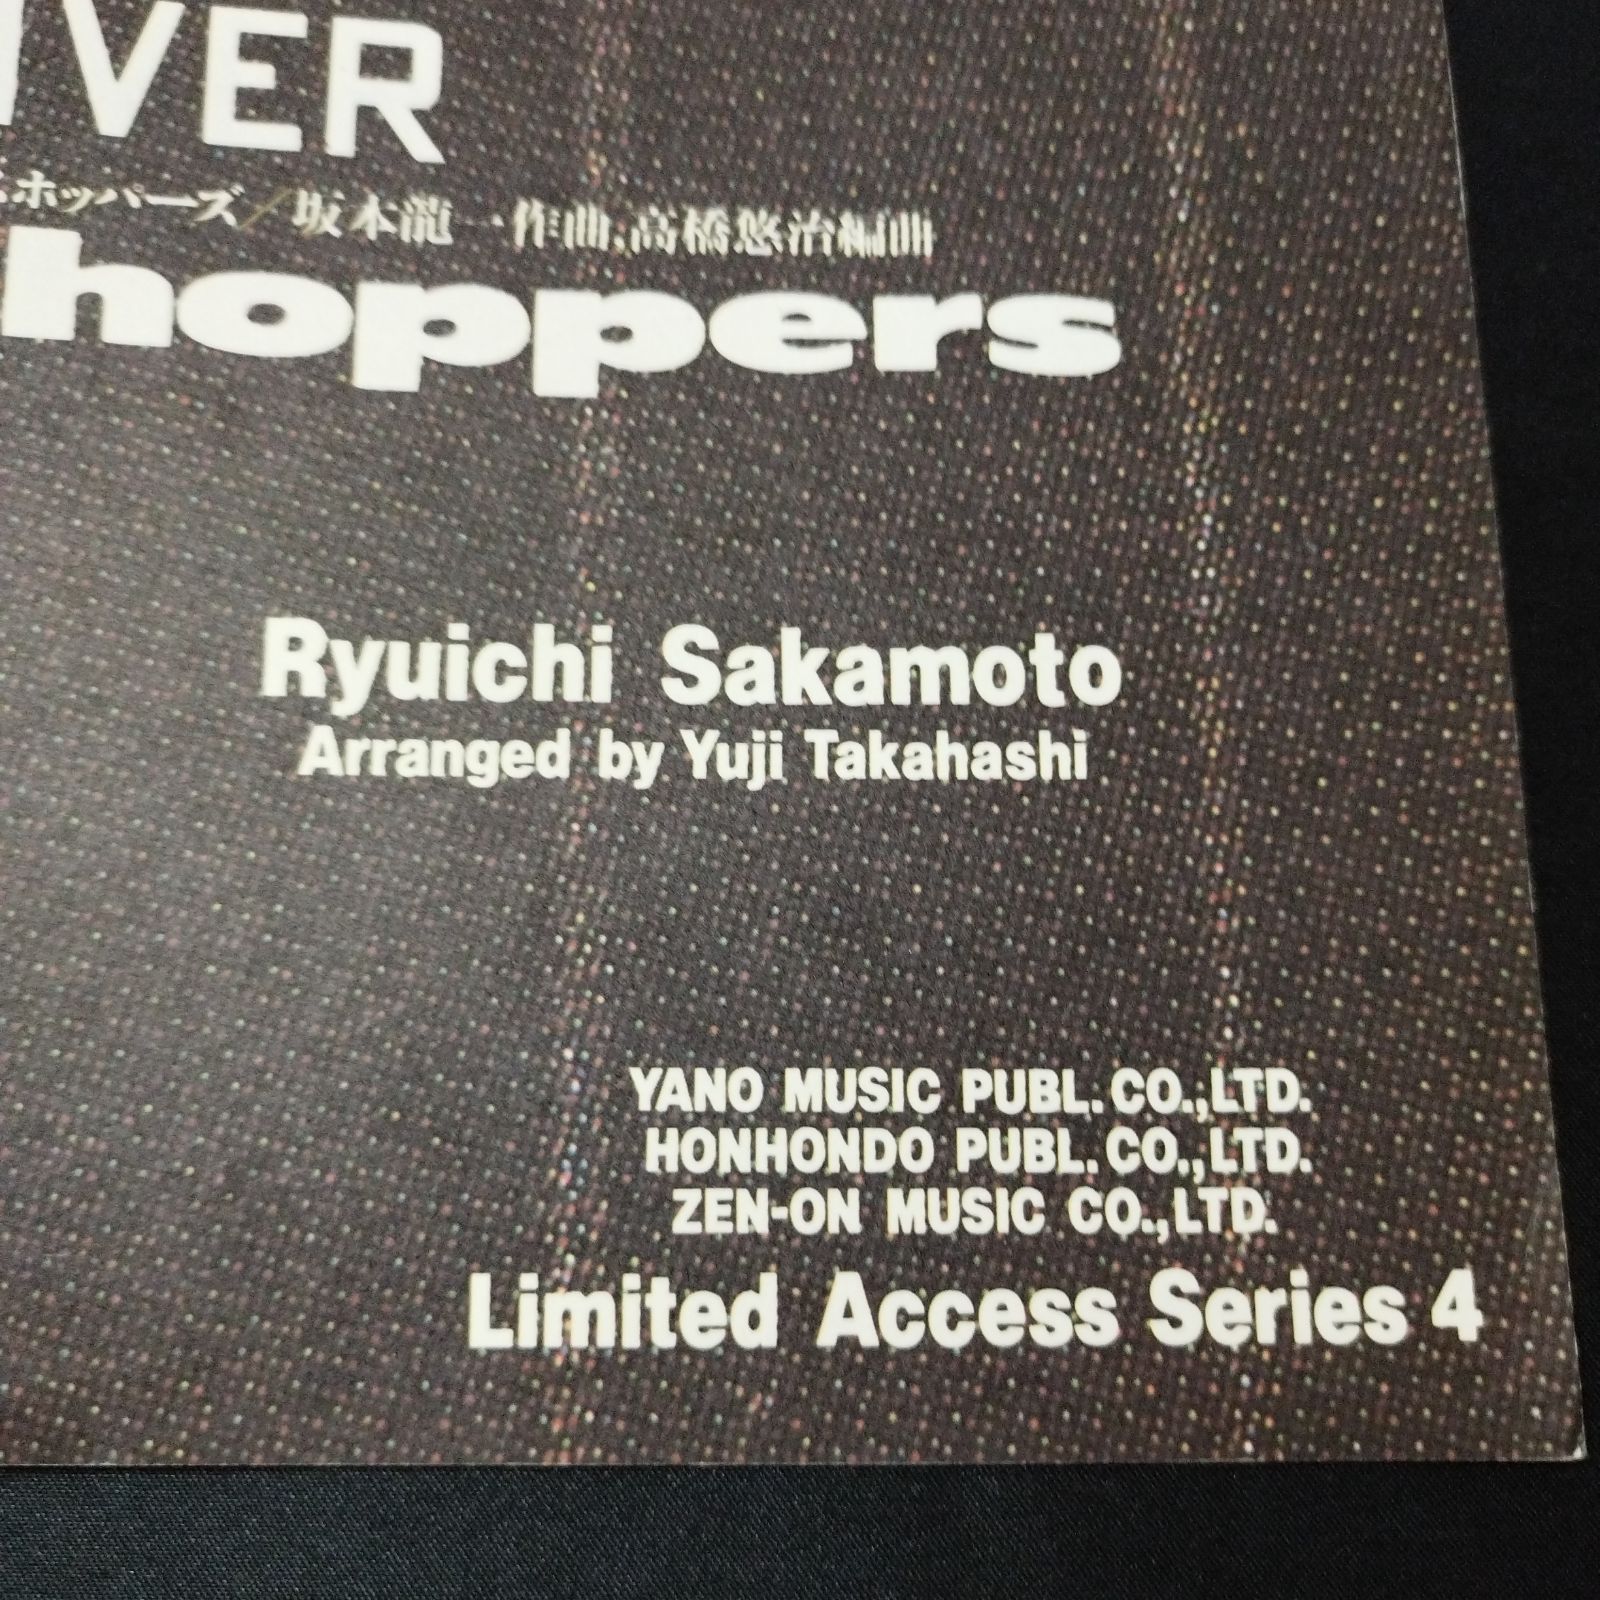 IVER
ホッパーズ/坂本龍一作曲、高橋悠治編曲
hoppers
Ryuichi Sakamoto
Arranged by Yuji Takahashi
YANO MUSIC PUBL. CO.,LTD.
HONHONDO PUBL. CO.,LTD.
ZEN-ON MUSIC CO.,LTD.
Limited Access Series 4